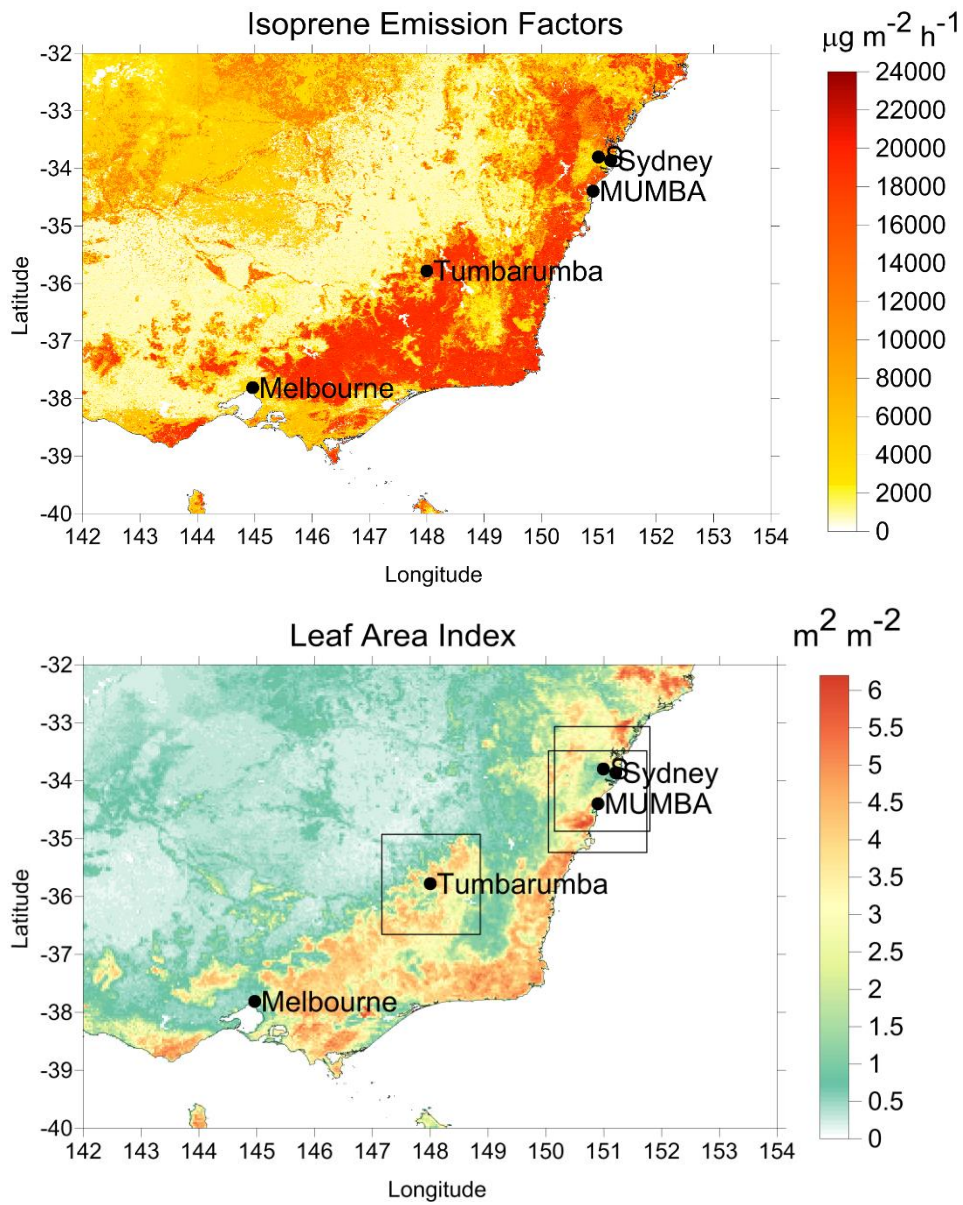 Isoprene Emission Factors
μg m-2 h-1
-32
-33
-34
-35
-36
-37
-38
-39
-40
Latitude
Sydney
MUMBA
Tumbarumba
Melbourne
24000
22000
20000
18000
16000
14000
12000
10000
8000
6000
4000
2000
0
142 143 144 145 146 147 148 149 150 151 152 153 154
Longitude
Leaf Area Index
m2 m-2
-32
-33
-34
-35
-36
-37
-38
-39
-40
Latitude
Sydney
MUMBA
Tumbarumba
Melbourne
6
5.5
5
4.5
4
3.5
3
2.5
2
1.5
1
0.5
0
142 143 144 145 146 147 148 149 150 151 152 153 154
Longitude